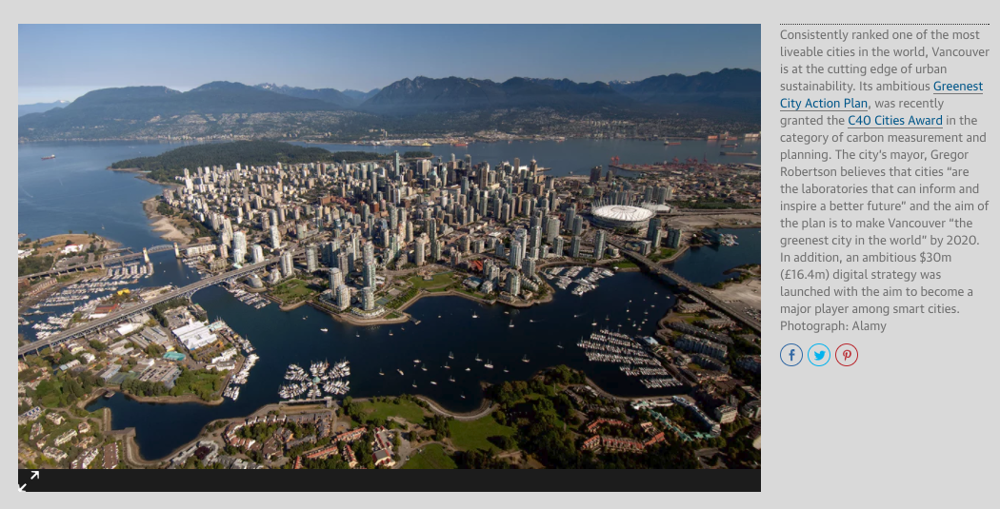 Consistently ranked one of the most
liveable cities in the world, Vancouver
is at the cutting edge of urban
sustainability. Its ambitious Greenest
City Action Plan, was recently
granted the C40 Cities Award in the
category of carbon measurement and
planning. The city's mayor, Gregor
Robertson believes that cities “are
the laboratories that can inform and
inspire a better future” and the aim of
the plan is to make Vancouver “the
greenest city in the world” by 2020.
In addition, an ambitious $30m
(£16.4m) digital strategy was
launched with the aim to become a
major player among smart cities.
Photograph: Alamy